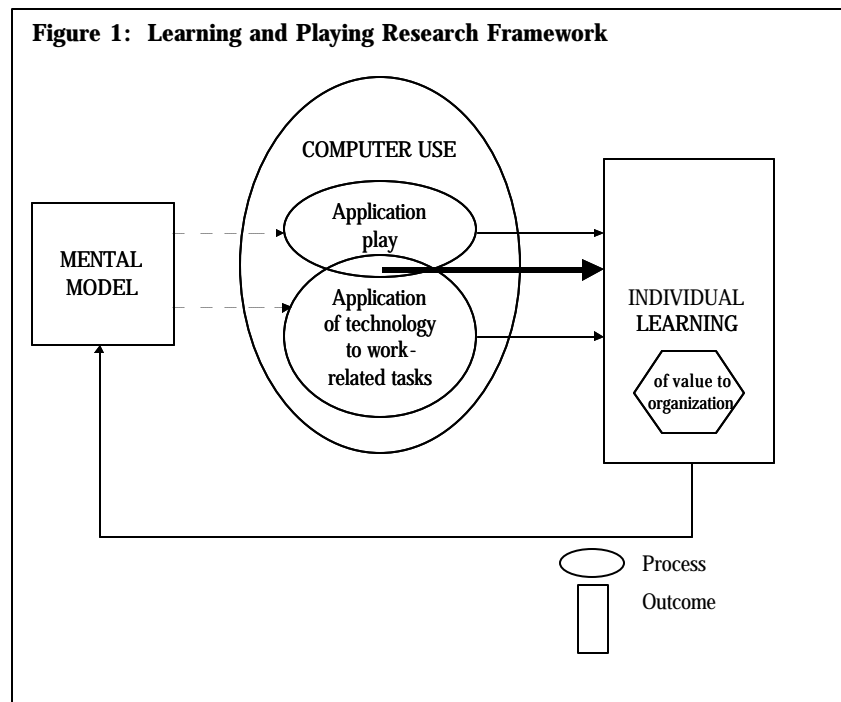 Figure 1: Learning and Playing Research Framework
COMPUTER USE
Application
play
MENTAL
MODEL
Application
of technology
to work-
related tasks
INDIVIDUAL
LEARNING
of value to
organization
Process
Outcome